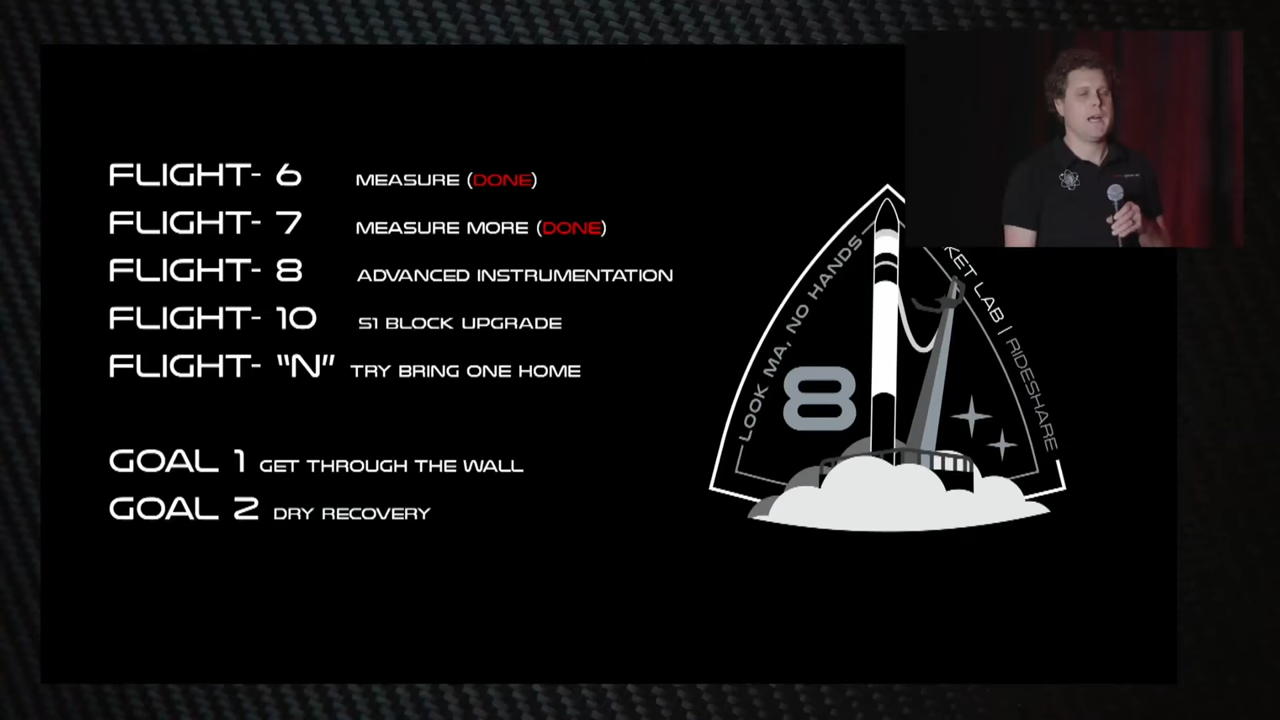 FLIGHT- 6 MEASURE (DONE)
FLIGHT- 7 MEASURE MORE (DONE)
FLIGHT- 8 ADVANCED INSTRUMENTATION
FLIGHT- 10 S1 BLOCK UPGRADE
FLIGHT- “N” TRY BRING ONE HOME
GOAL 1 GET THROUGH THE WALL
GOAL 2 DRY RECOVERY
LOOK MA, NO HANDS
KET LAB | RIDESHARE
8